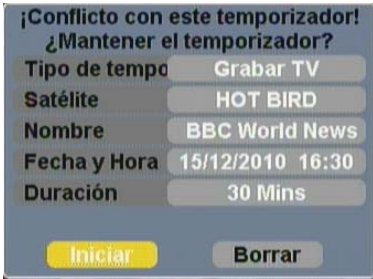 ¡Conflicto con este temporizador!
¿Mantener el temporizador?
Tipo de tempo Grabar TV
Satélite HOT BIRD
Nombre BBC World News
Fecha y Hora 15/12/2010 16:30
Duración 30 Mins
Iniciar Borrar